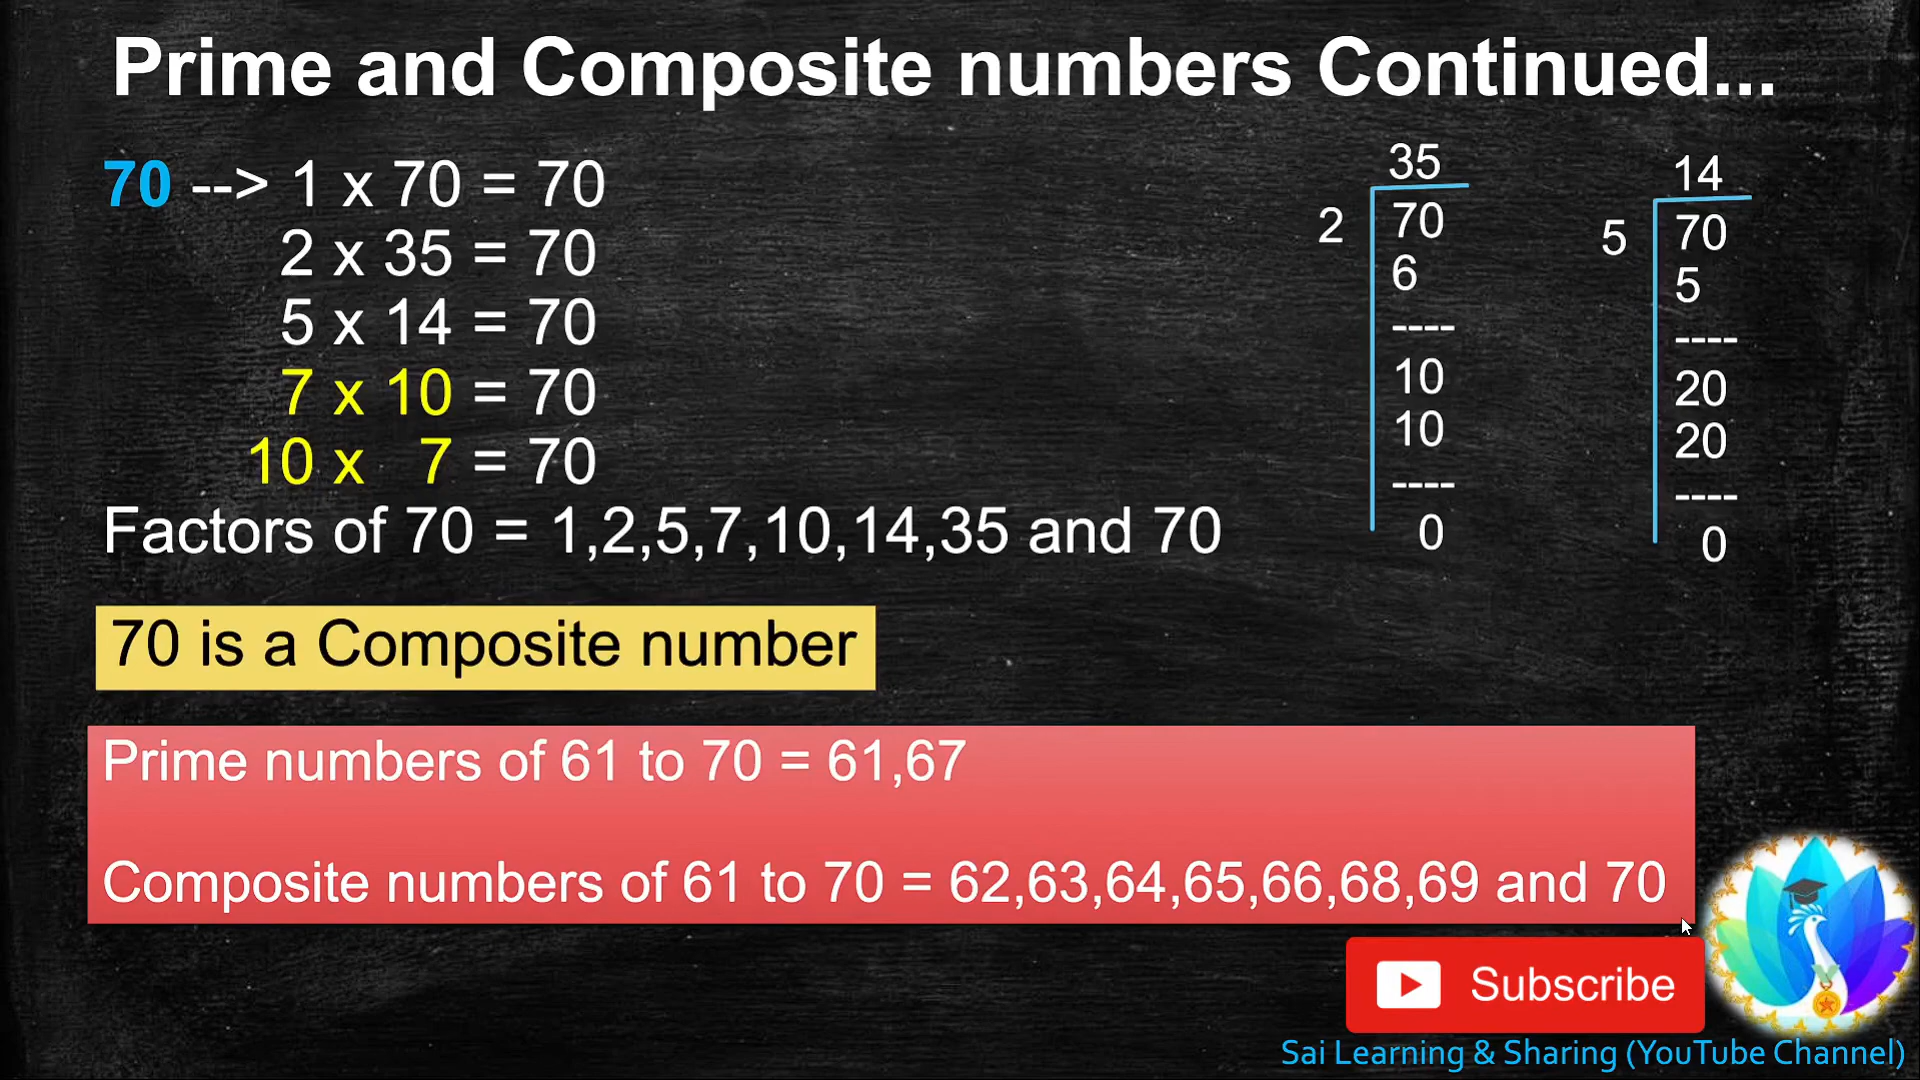 Prime and Composite numbers Continued...
70 --> 1 x 70 = 70
2 x 35 = 70
5 x 14 = 70
7 x 10 = 70
10 x 7 = 70
Factors of 70 = 1,2,5,7,10,14,35 and 70
35
2 70
6
----
10
10
----
0
14
5 70
5
----
20
20
----
0
70 is a Composite number
Prime numbers of 61 to 70 = 61,67
Composite numbers of 61 to 70 = 62,63,64,65,66,68,69 and 70
Subscribe
Sai Learning & Sharing (YouTube Channel)